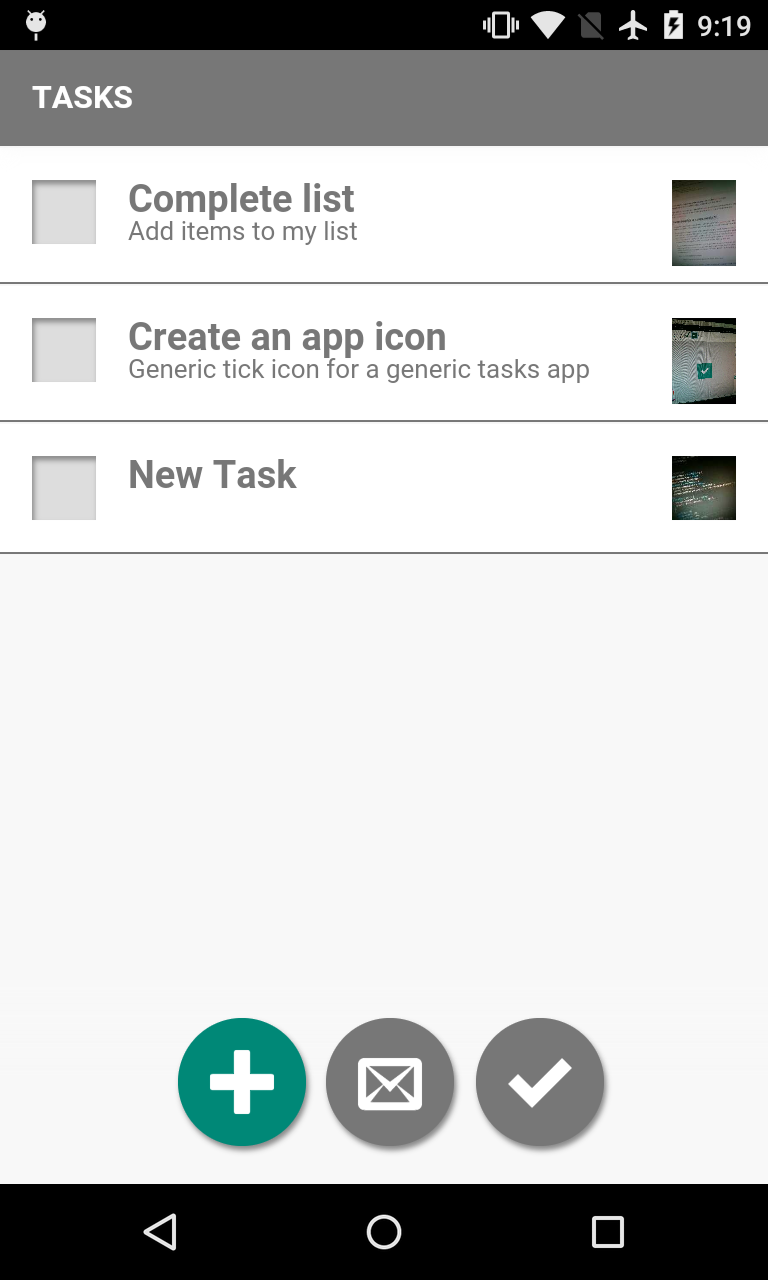 9:19
TASKS
Complete list
Add items to my list
Create an app icon
Generic tick icon for a generic tasks app
New Task